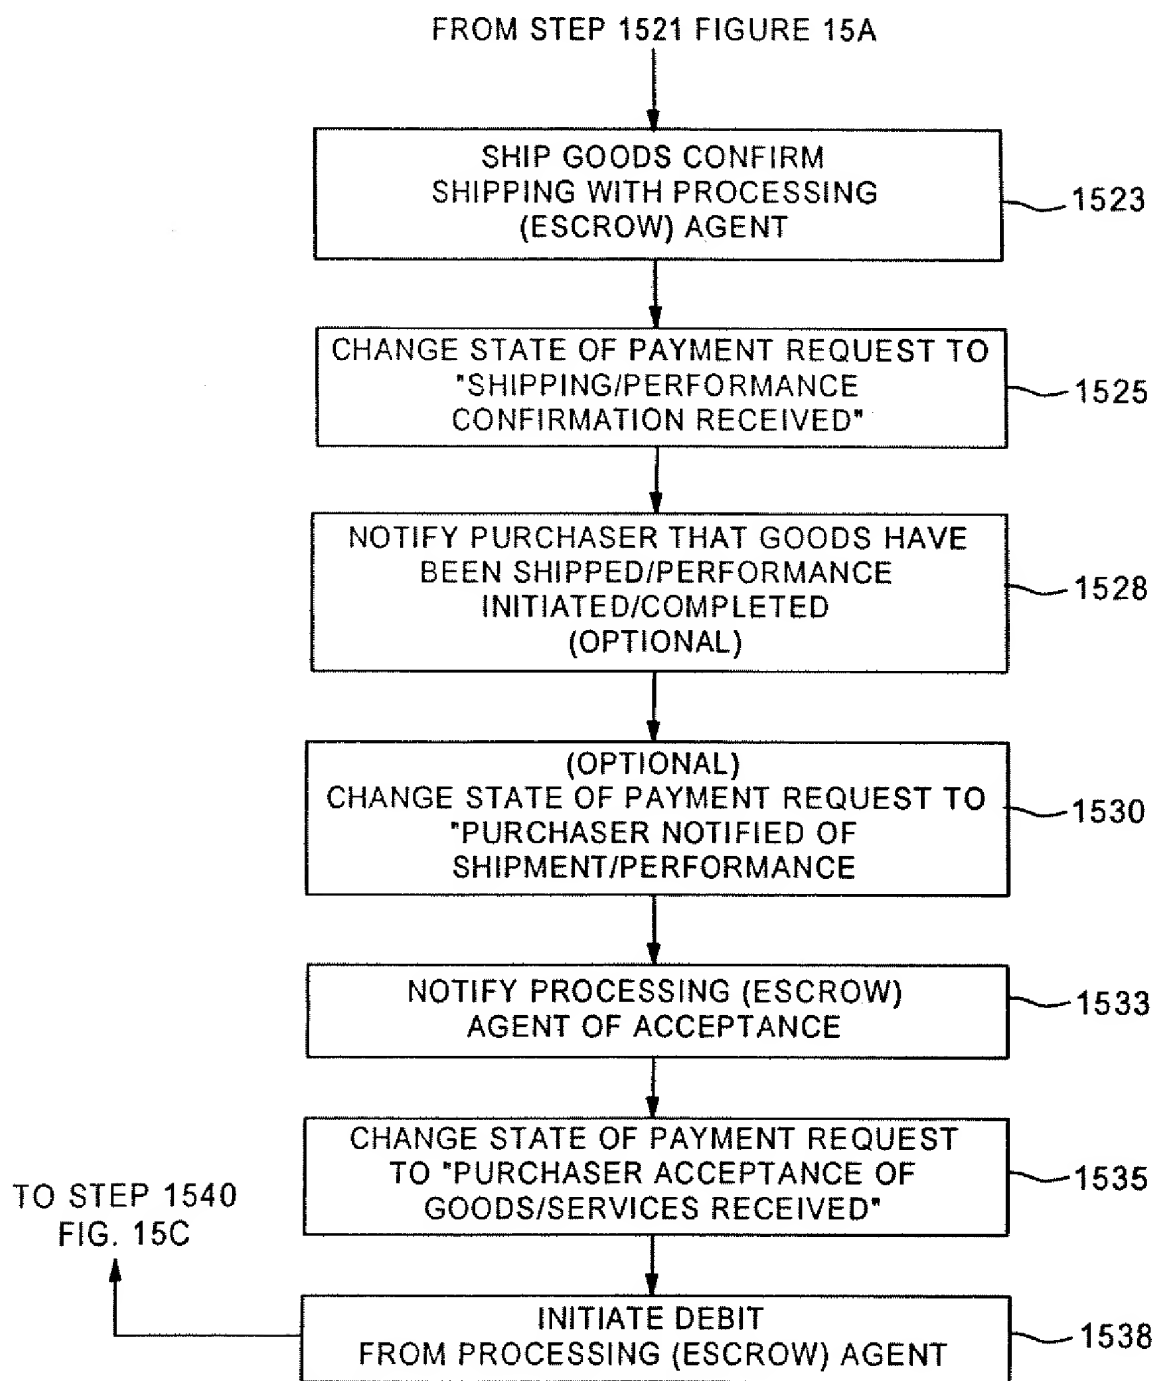 FROM STEP 1521 FIGURE 15A
SHIP GOODS CONFIRM
SHIPPING WITH PROCESSING
(ESCROW) AGENT
1523
CHANGE STATE OF PAYMENT REQUEST TO
"SHIPPING/PERFORMANCE
CONFIRMATION RECEIVED"
1525
NOTIFY PURCHASER THAT GOODS HAVE
BEEN SHIPPED/PERFORMANCE
INITIATED/COMPLETED
(OPTIONAL)
1528
(OPTIONAL)
CHANGE STATE OF PAYMENT REQUEST TO
"PURCHASER NOTIFIED OF
SHIPMENT/PERFORMANCE
1530
NOTIFY PROCESSING (ESCROW)
AGENT OF ACCEPTANCE
1533
CHANGE STATE OF PAYMENT REQUEST
TO "PURCHASER ACCEPTANCE OF
GOODS/SERVICES RECEIVED"
1535
TO STEP 1540
FIG. 15C
INITIATE DEBIT
FROM PROCESSING (ESCROW) AGENT
1538